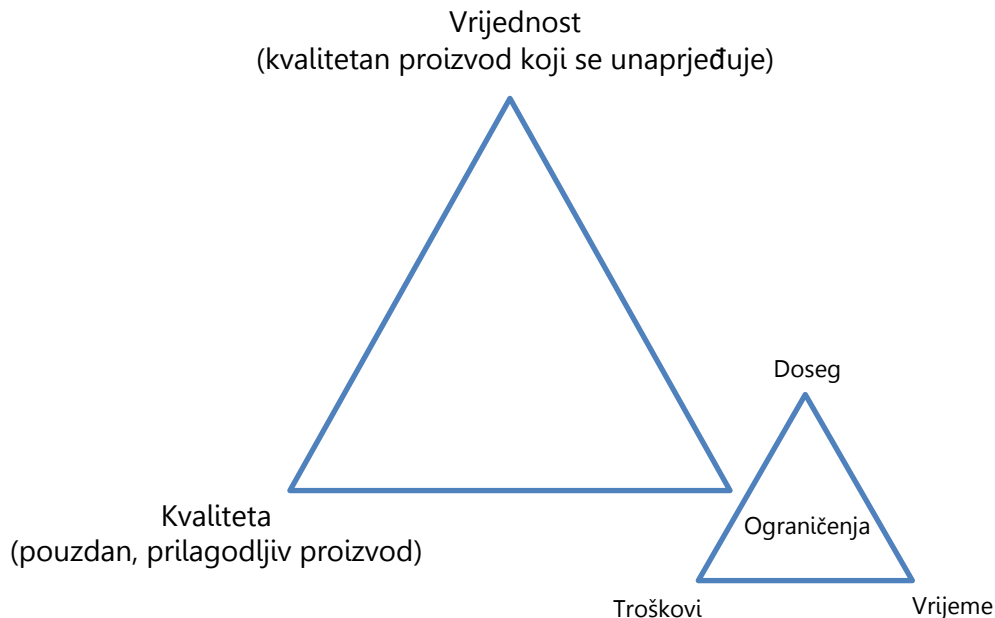 Vrijednost
(kvalitetan proizvod koji se unaprjeđuje)
Doseg
Kvaliteta
(pouzdan, prilagodljiv proizvod)
Ograničenja
Troškovi
Vrijeme